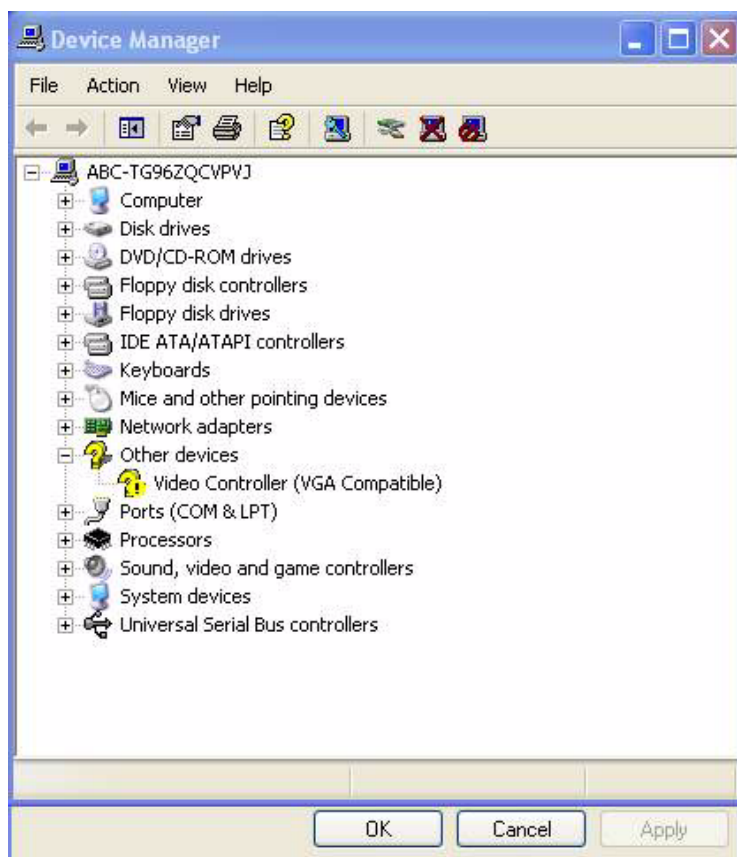 Device Manager
File Action View Help
ABC-TG96ZQCVPVJ
Computer
Disk drives
DVD/CD-ROM drives
Floppy disk controllers
Floppy disk drives
IDE ATA/ATAPI controllers
Keyboards
Mice and other pointing devices
Network adapters
Other devices
Video Controller (VGA Compatible)
Ports (COM & LPT)
Processors
Sound, video and game controllers
System devices
Universal Serial Bus controllers
OK Cancel Apply